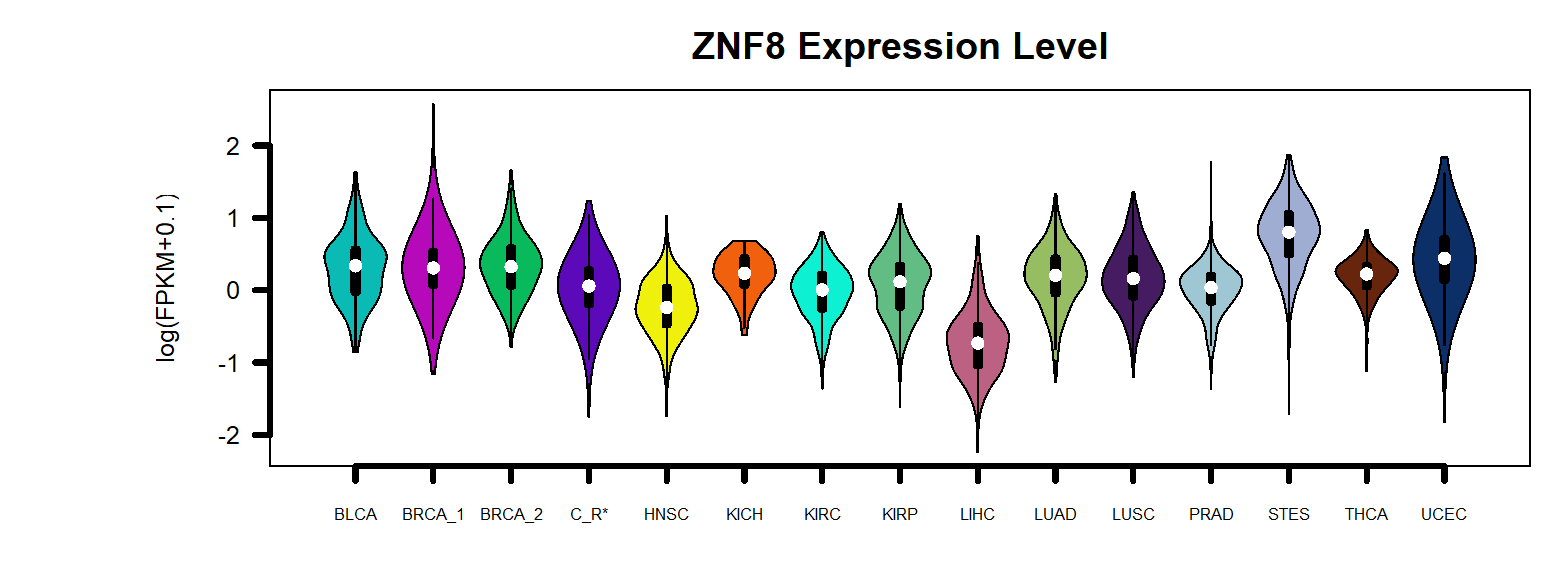 ZNF8 Expression Level
log(FPKM+0.1)
2
1
0
-1
-2
BLCA BRCA_1 BRCA_2 C_R* HNSC KICH KIRC KIRP LIHC LUAD LUSC PRAD STES THCA UCEC